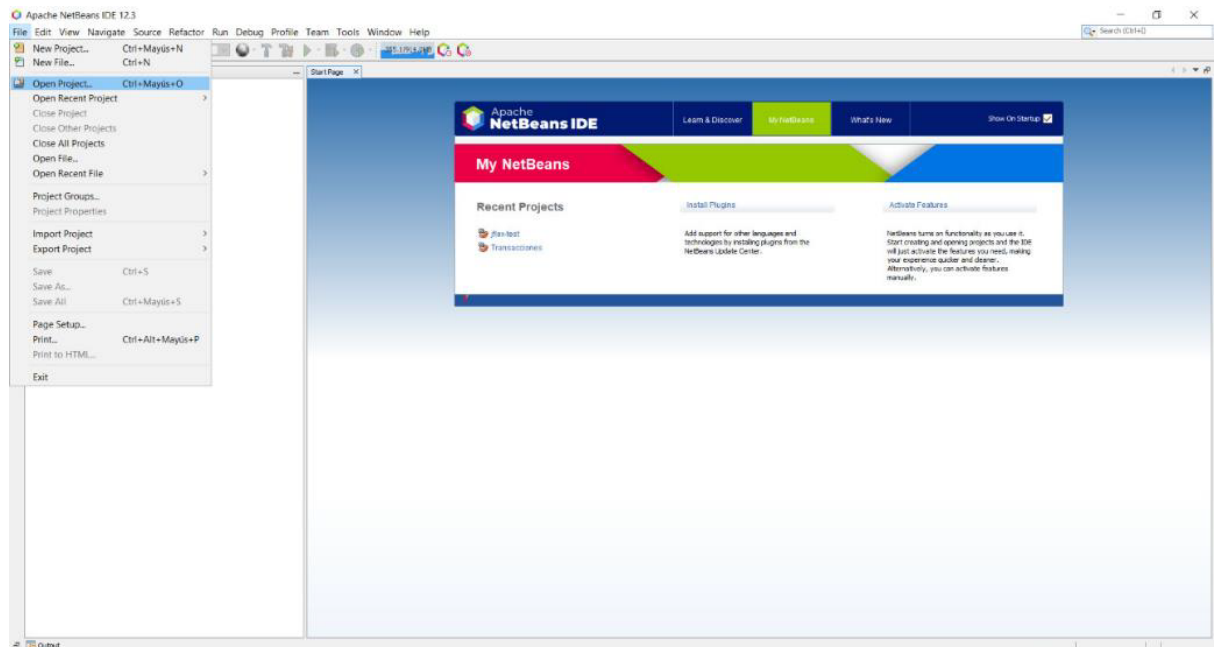 Apache NetBeans IDE 12.3
File Edit View Navigate Source Refactor Run Debug Profile Team Tools Window Help
Search (Ctrl+I)
New Project... Ctrl+Mayús+N
New File... Ctrl+N
Open Project... Ctrl+Mayús+O
Open Recent Project
Close Project
Close Other Projects
Close All Projects
Open File...
Open Recent File
Project Groups...
Project Properties
Import Project
Export Project
Save Ctrl+S
Save As...
Save All Ctrl+Mayús+S
Page Setup...
Print... Ctrl+Alt+Mayús+P
Print to HTML...
Exit
Start Page
Apache
NetBeans IDE
Learn & Discover
My NetBeans
What's New
Show On Startup
My NetBeans
Recent Projects
jflex-test
Transacciones
Install Plugins
Add support for other languages and
technologies by installing plugins from the
NetBeans Update Center.
Activate Features
NetBeans turns on functionality as you use it.
Start creating and opening projects and the IDE
will just activate the features you need, making
your experience quicker and cleaner.
Alternatively, you can activate features
manually.
Output